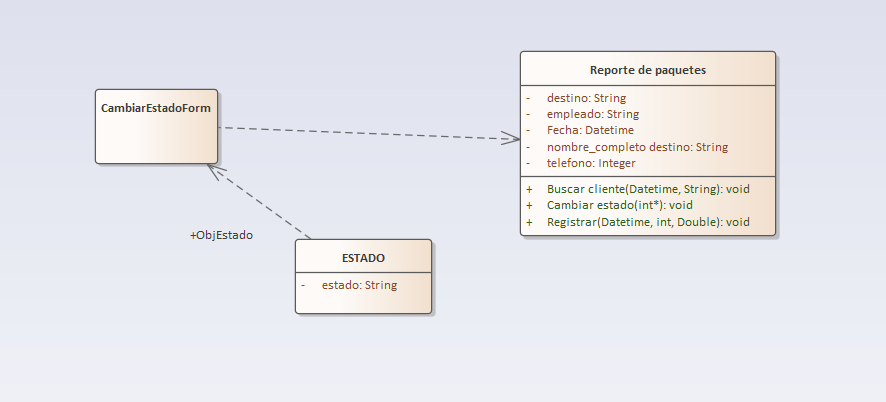 CambiarEstadoForm
Reporte de paquetes
- destino: String
- empleado: String
- Fecha: Datetime
- nombre_completo destino: String
- telefono: Integer
+ Buscar cliente(Datetime, String): void
+ Cambiar estado(int*): void
+ Registrar(Datetime, int, Double): void
+ObjEstado
ESTADO
- estado: String